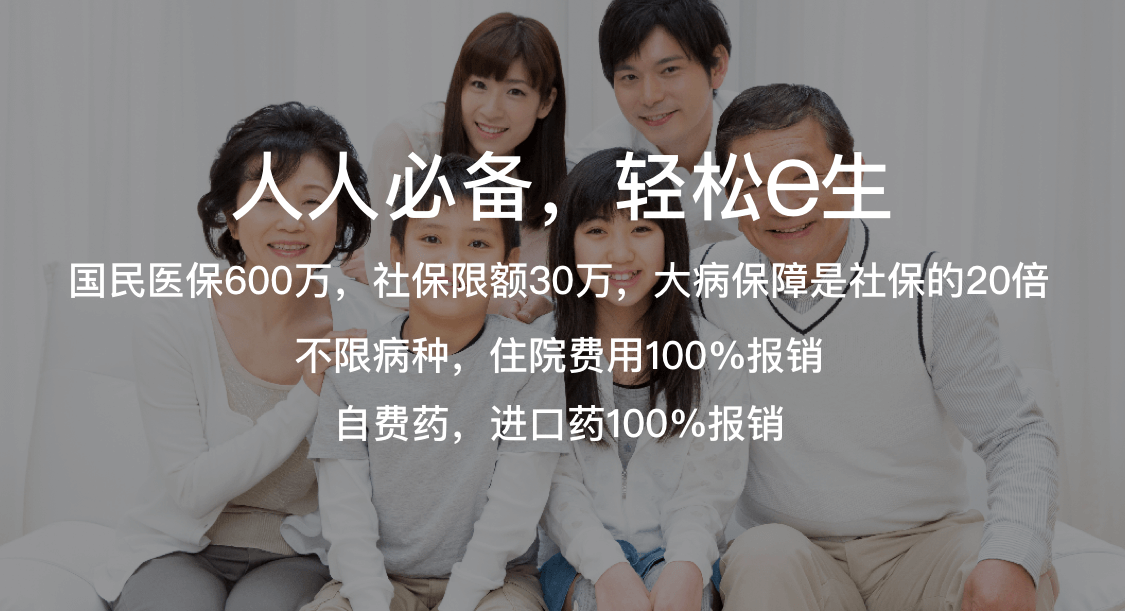 人人必备，轻松e生
国民医保600万，社保限额30万，大病保障是社保的20倍
不限病种，住院费用100%报销
自费药，进口药100%报销